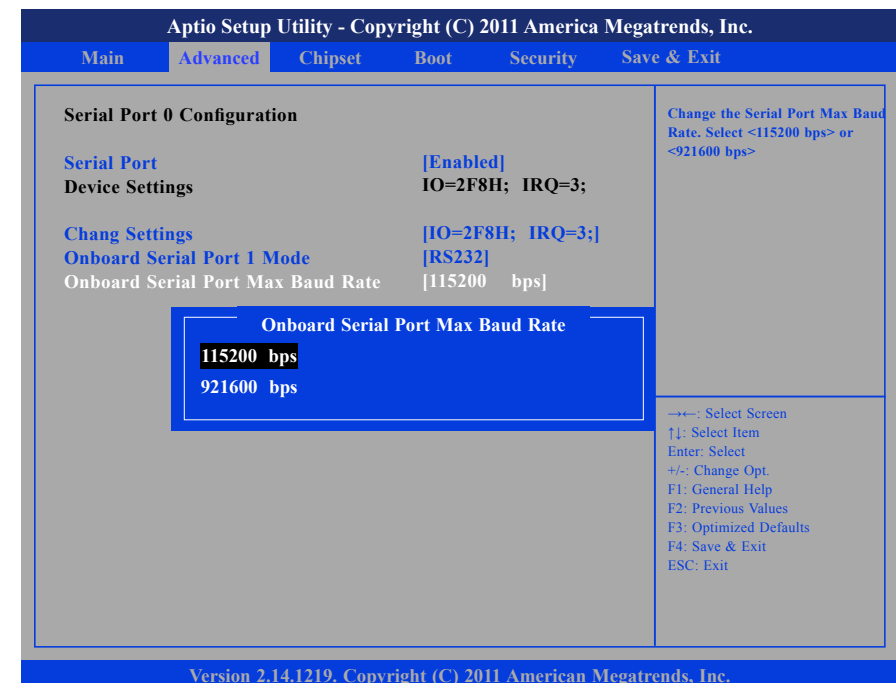 Aptio Setup Utility - Copyright (C) 2011 America Megatrends, Inc.
Main Advanced Chipset Boot Security Save & Exit
Serial Port 0 Configuration
Serial Port [Enabled]
Device Settings IO=2F8H; IRQ=3;
Chang Settings [IO=2F8H; IRQ=3;]
Onboard Serial Port 1 Mode [RS232]
Onboard Serial Port Max Baud Rate [115200 bps]
Onboard Serial Port Max Baud Rate
115200 bps
921600 bps
Change the Serial Port Max Baud
Rate. Select <115200 bps> or
<921600 bps>
→←: Select Screen
↑↓: Select Item
Enter: Select
+/-: Change Opt.
F1: General Help
F2: Previous Values
F3: Optimized Defaults
F4: Save & Exit
ESC: Exit
Version 2.14.1219. Copyright (C) 2011 American Megatrends, Inc.